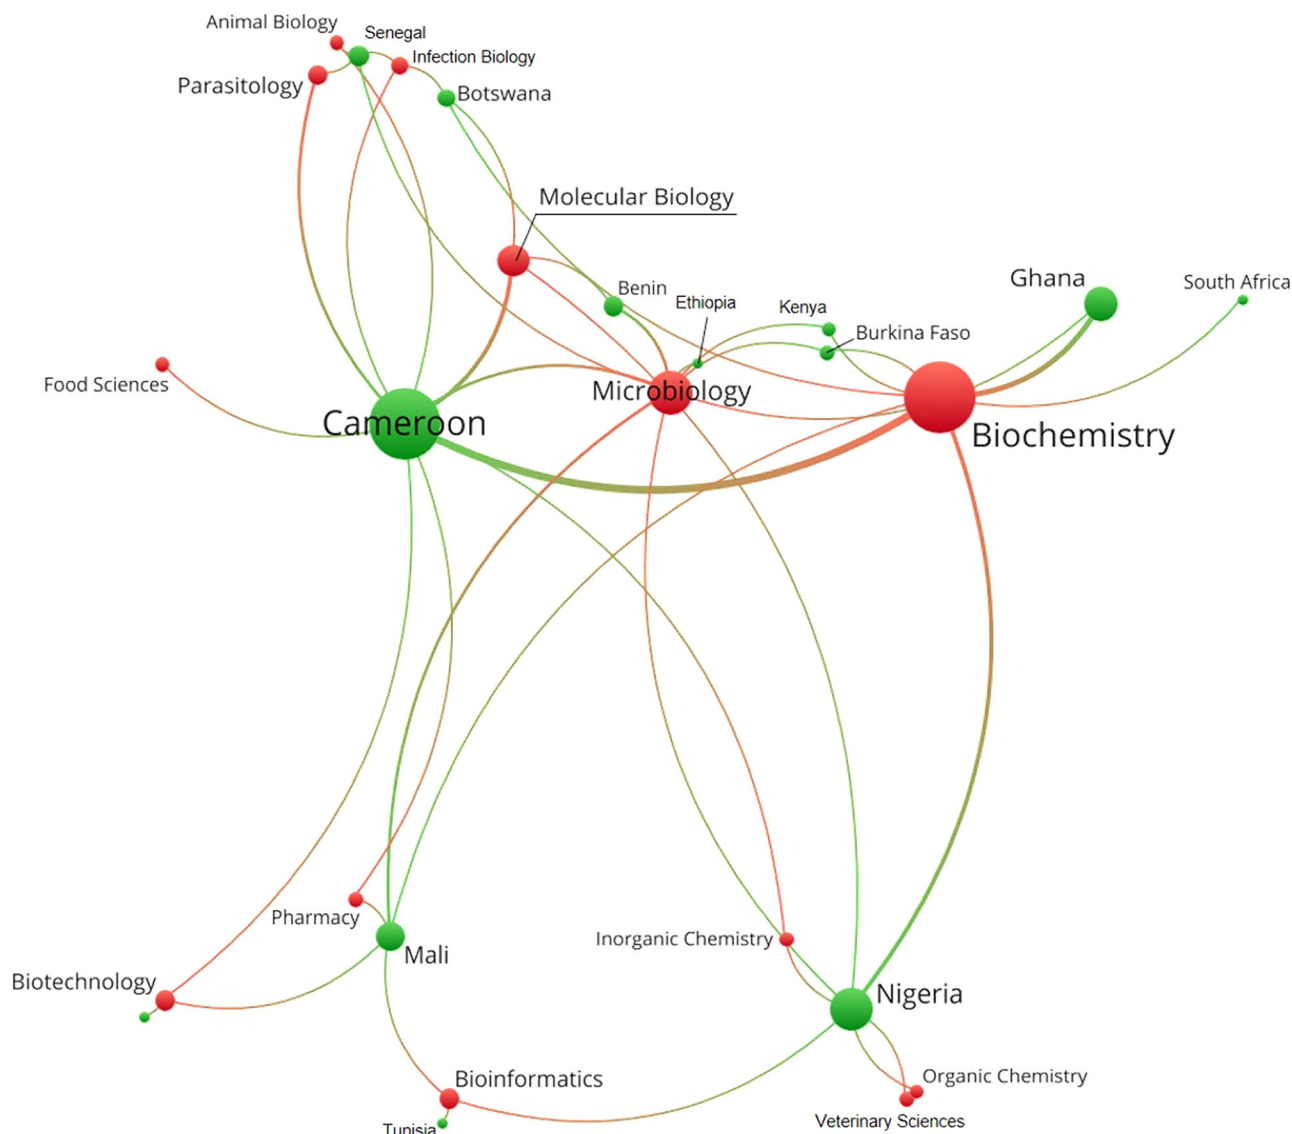 Animal Biology
Senegal
Infection Biology
Parasitology
Botswana
Molecular Biology
Ghana
South Africa
Benin
Ethiopia
Kenya
Burkina Faso
Food Sciences
Microbiology
Cameroon
Biochemistry
Pharmacy
Inorganic Chemistry
Mali
Biotechnology
Nigeria
Bioinformatics
Organic Chemistry
Veterinary Sciences
Tunisia